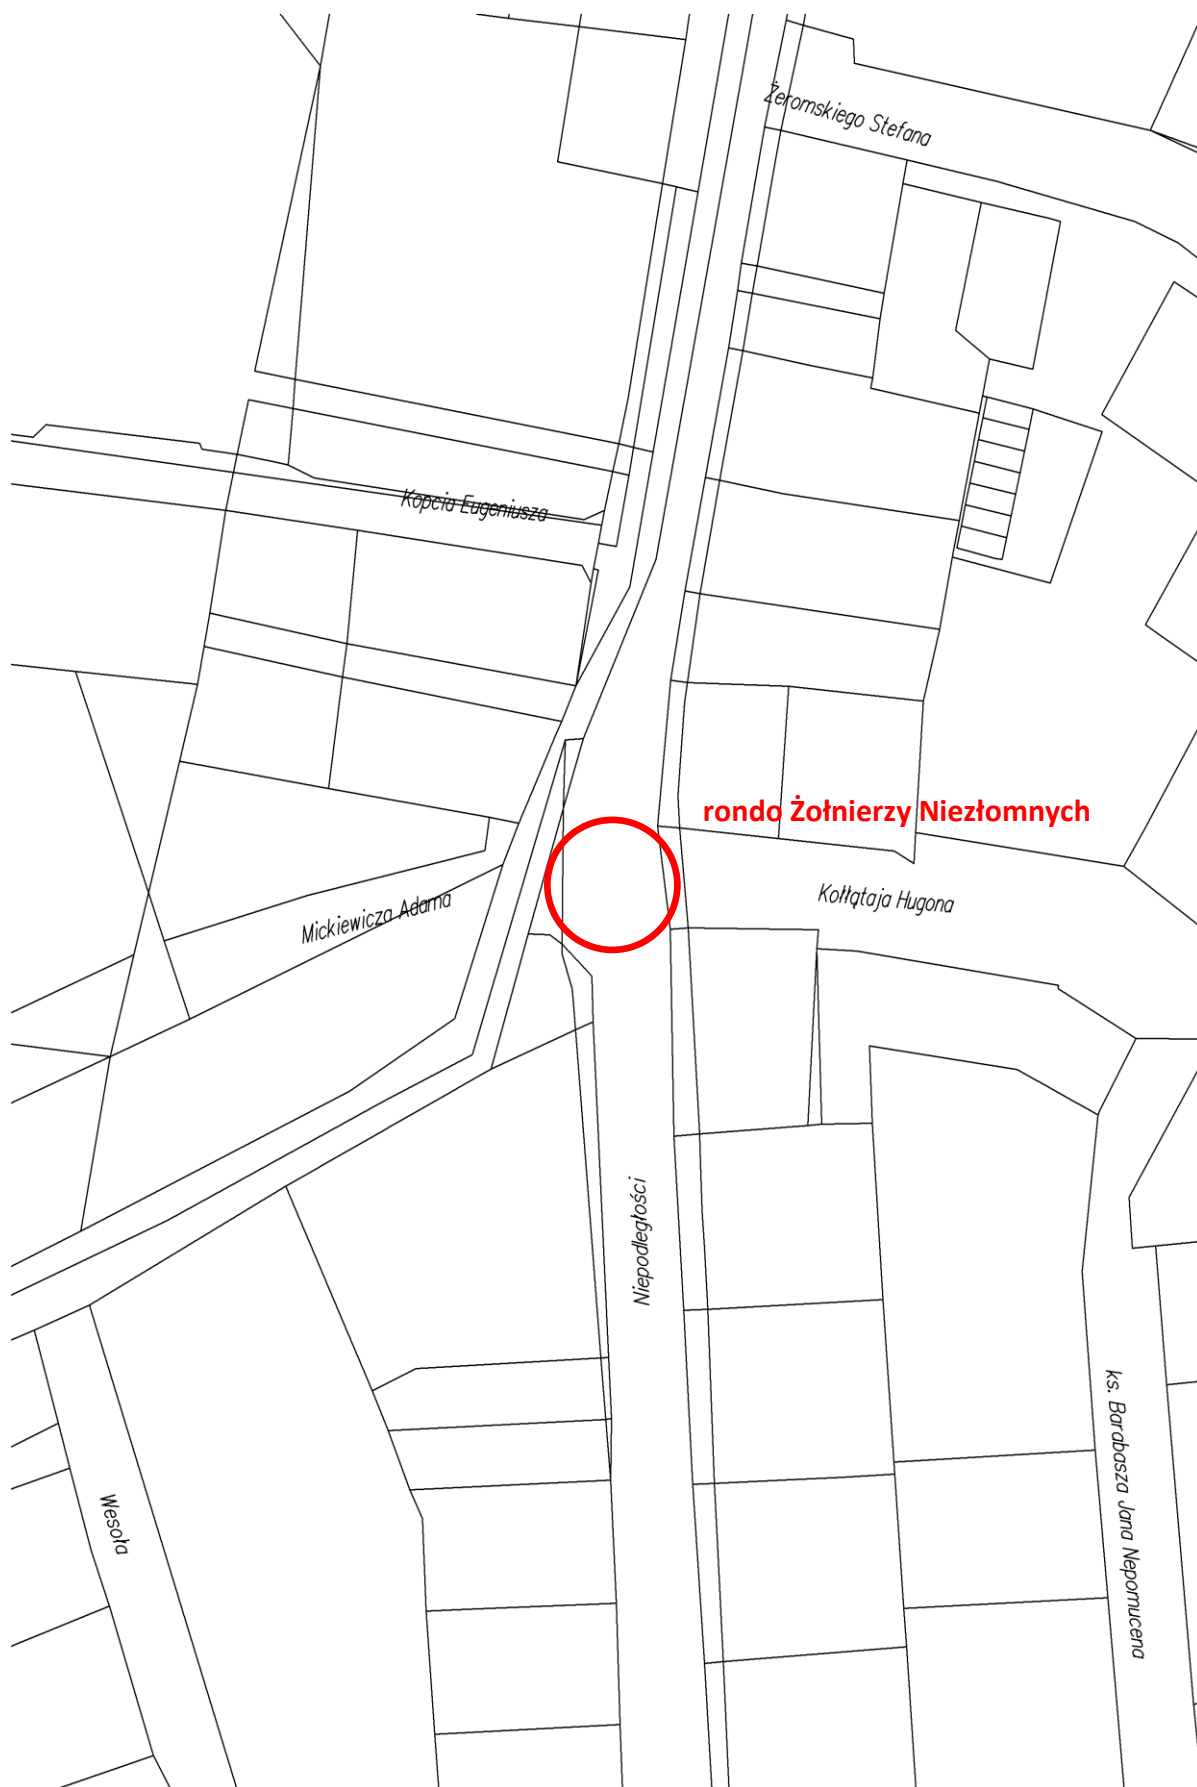 Żeromskiego Stefana
Kopcia Eugeniusza
rondo Żołnierzy Niezłomnych
Mickiewicza Adama
Kołłątaja Hugona
Niepodległości
ks. Barabasza Jana Nepomucena
Wesoła